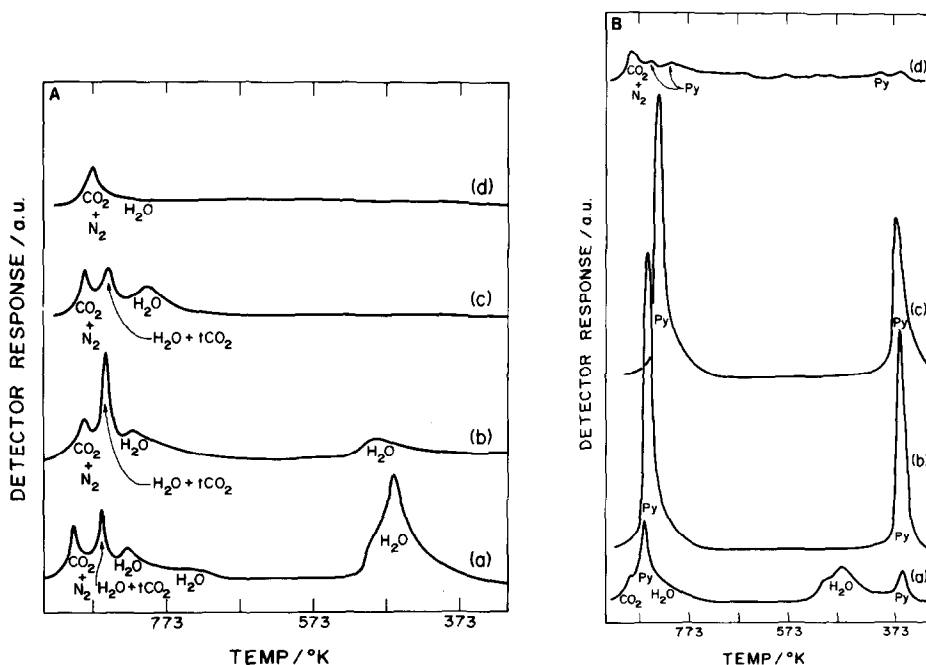 A
DETECTOR RESPONSE / a.u.
(d)
CO2
+
N2
H2O
(c)
CO2
+
N2
H2O
H2O + tCO2
(b)
CO2
+
N2
H2O
H2O
H2O + tCO2
(a)
CO2
+
N2
H2O
H2O
H2O
H2O + tCO2
773
573
373
TEMP / °K
B
DETECTOR RESPONSE / a.u.
(d)
CO2
+
N2
Py
Py
(c)
Py
Py
(b)
Py
Py
(a)
CO2
Py
H2O
H2O
Py
773
573
373
TEMP / °K